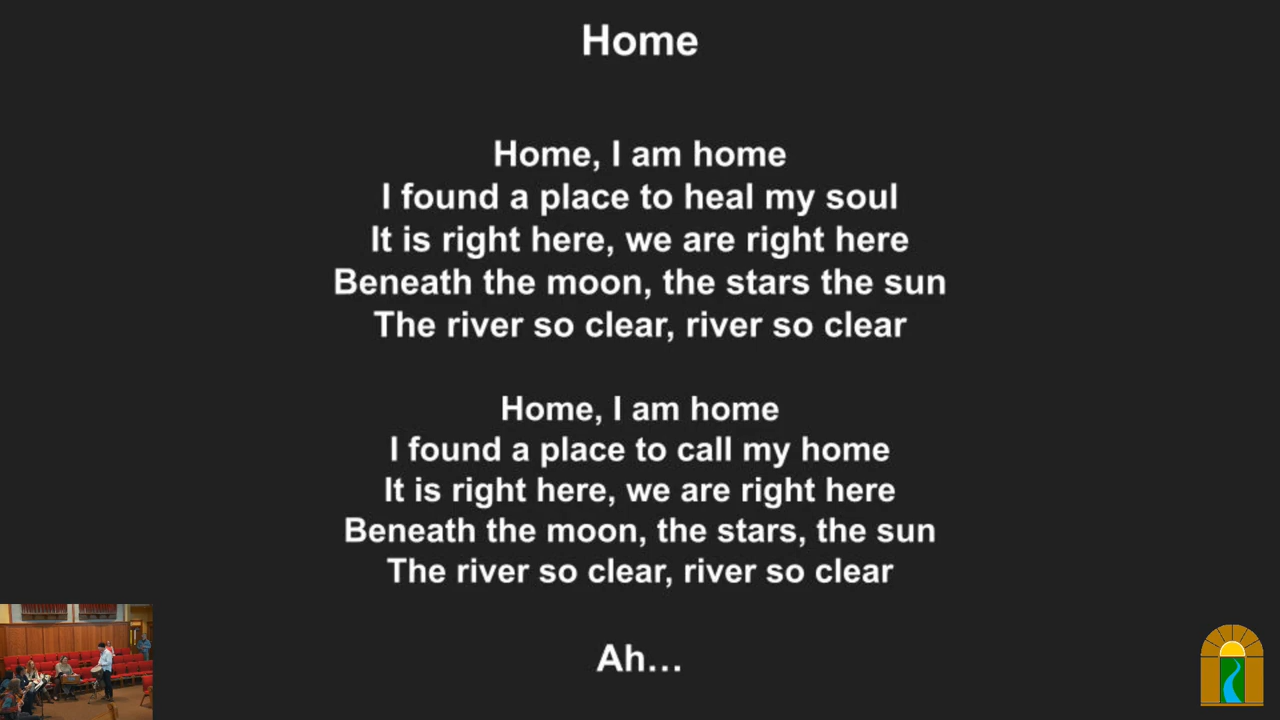 Home
Home, I am home
I found a place to heal my soul
It is right here, we are right here
Beneath the moon, the stars the sun
The river so clear, river so clear
Home, I am home
I found a place to call my home
It is right here, we are right here
Beneath the moon, the stars, the sun
The river so clear, river so clear
Ah...